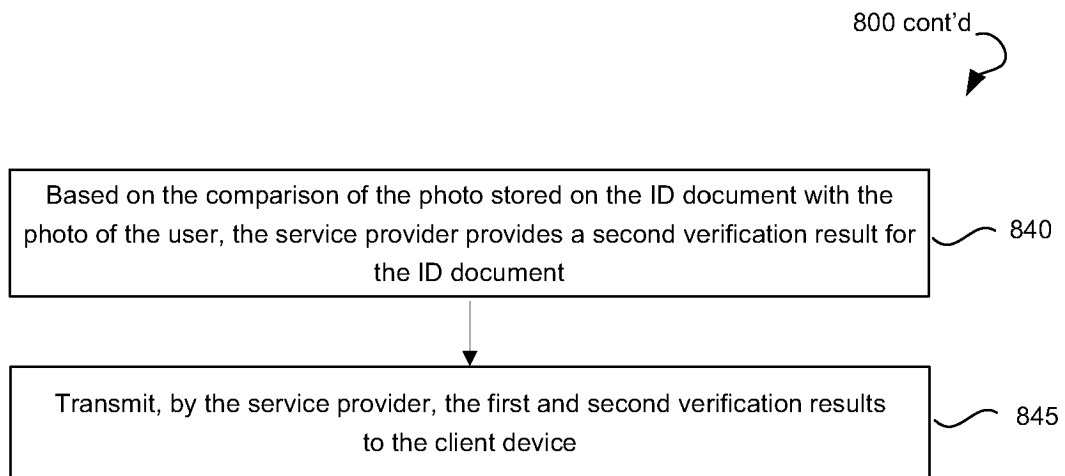 800 cont’d
Based on the comparison of the photo stored on the ID document with the
photo of the user, the service provider provides a second verification result for
the ID document
840
Transmit, by the service provider, the first and second verification results
to the client device
845